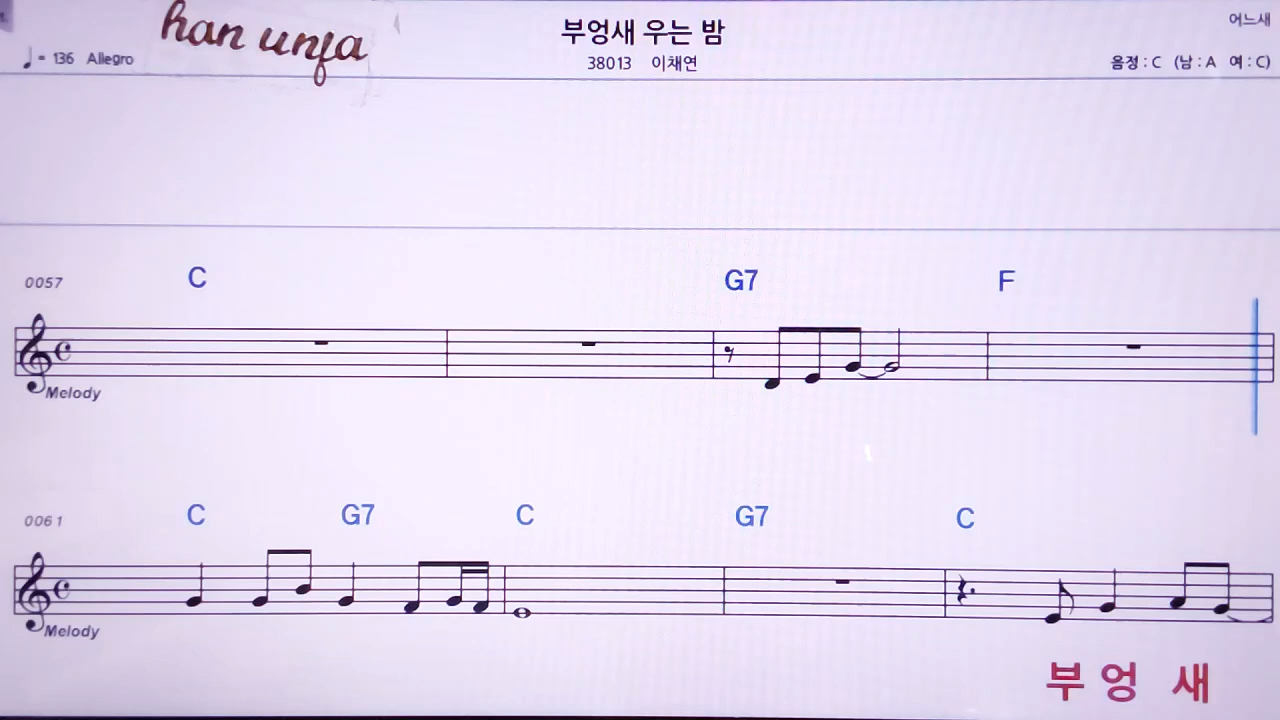 han unja
부엉새 우는 밤
어느새
♩ = 136 Allegro
38013 이채연
음정 : C (남 : A 여 : C)
0057 C G7 F
Melody
0061 C G7 C G7 C
Melody
부 엉 새